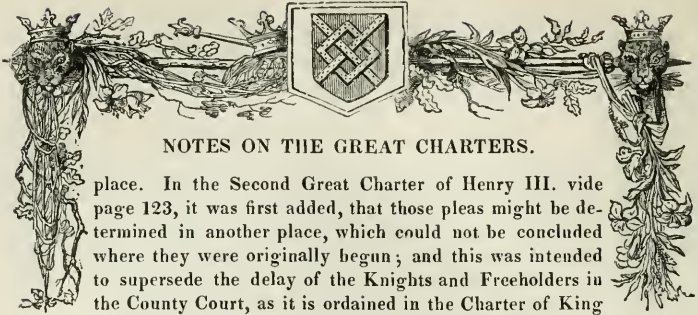 NOTES ON THE GREAT CHARTERS.
place. In the Second Great Charter of Henry III. vide
page 123, it was first added, that those pleas might be de-
termined in another place, which could not be concluded
where they were originally begun; and this was intended
to supersede the delay of the Knights and Freeholders in
the County Court, as it is ordained in the Charter of King